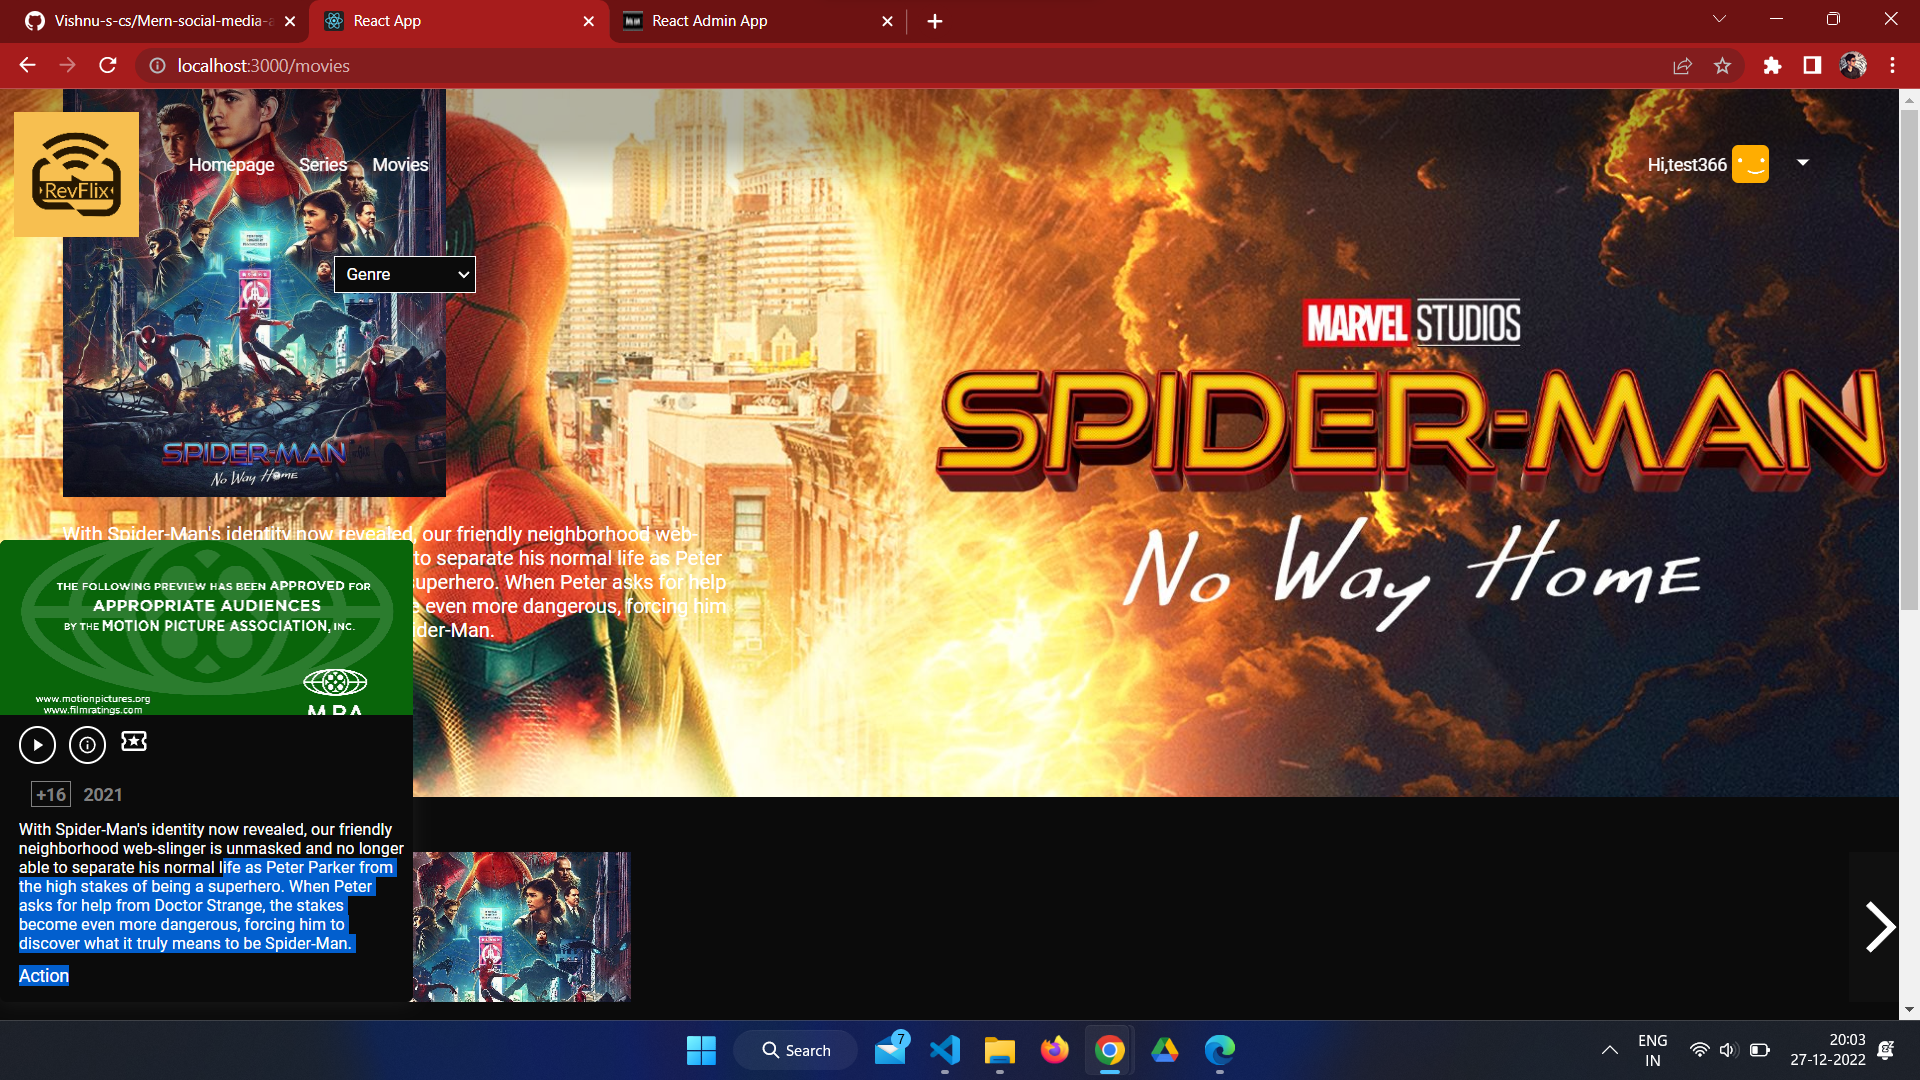 Vishnu-s-cs/Mern-social-media-a
React App
React Admin App
localhost:3000/movies
RevFlix
Homepage
Series
Movies
Hi,test366
Genre
MARVEL STUDIOS
SPIDER-MAN
No Way Home
SPIDER-MAN
No Way Home
With Spider-Man's identity now revealed, our friendly neighborhood web-
to separate his normal life as Peter
superhero. When Peter asks for help
even more dangerous, forcing him
ider-Man.
THE FOLLOWING PREVIEW HAS BEEN APPROVED FOR
APPROPRIATE AUDIENCES
BY THE MOTION PICTURE ASSOCIATION, INC.
www.motionpictures.org
www.filmratings.com
MPA
+16
2021
With Spider-Man's identity now revealed, our friendly
neighborhood web-slinger is unmasked and no longer
able to separate his normal life as Peter Parker from
the high stakes of being a superhero. When Peter
asks for help from Doctor Strange, the stakes
become even more dangerous, forcing him to
discover what it truly means to be Spider-Man.
Action
Search
7
ENG
IN
20:03
27-12-2022